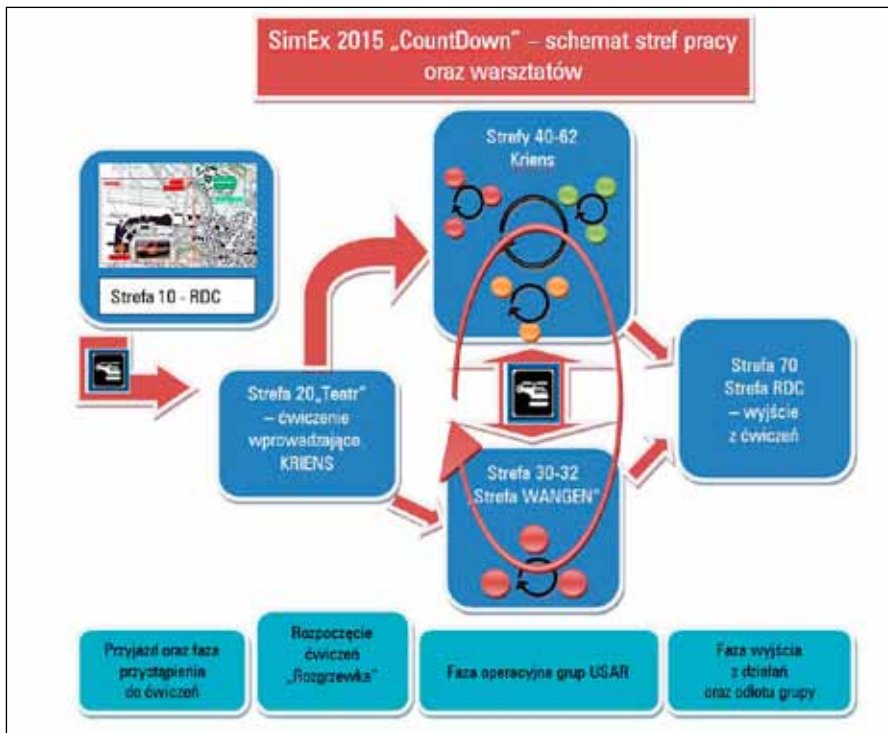 SimEx 2015 „CountDown” – schemat stref pracy
oraz warsztatów
Strefy 40-62
Kriens
Strefa 10 - RDC
Strefa 20„Teatr”
– ćwiczenie
wprowadzające
KRIENS
Strefa 30-32
„Strefa WANGEN”
Strefa 70
Strefa RDC
– wyjście
z ćwiczeń
Przyjazd oraz faza
przystąpienia
do ćwiczeń
Rozpoczęcie
ćwiczeń
„Rozgrzewka”
Faza operacyjna grup USAR
Faza wyjścia
z działań
oraz odlotu grupy